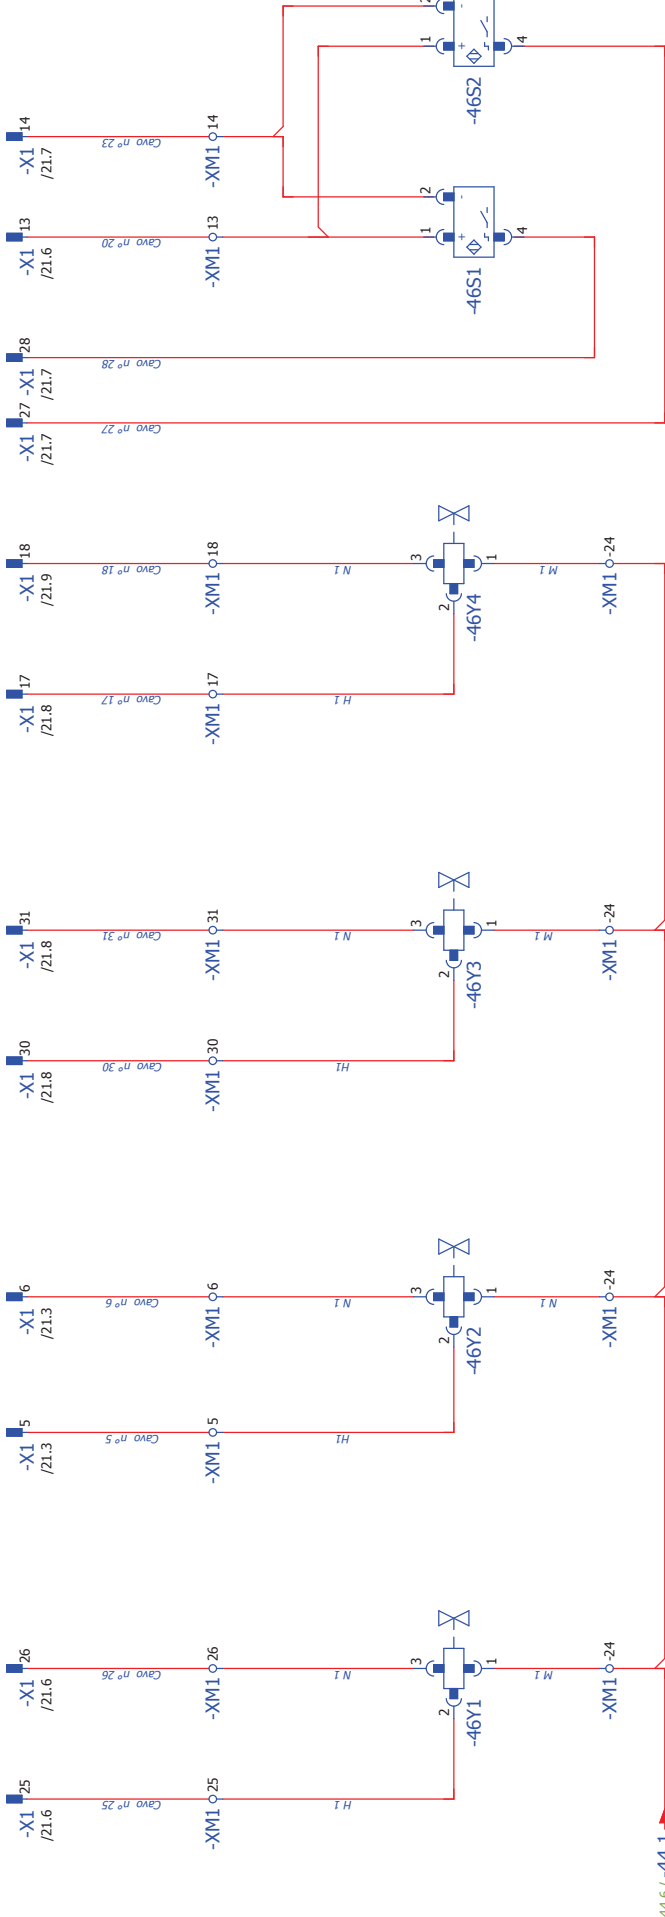 2
1
-46S2
4
14
-X1
/21.7
Cavo n° 23
-XM1
14
2
13
-X1
/21.6
Cavo n° 20
-XM1
13
1
-46S1
4
28
-X1
/21.7
Cavo n° 28
27
-X1
/21.7
Cavo n° 27
18
-X1
/21.9
Cavo n° 18
-XM1
18
N 1
3
1
2
-46Y4
M 1
-XM1
-24
17
-X1
/21.8
Cavo n° 17
-XM1
17
H 1
31
-X1
/21.8
Cavo n° 31
-XM1
31
N 1
3
1
2
-46Y3
M 1
-XM1
-24
30
-X1
/21.8
Cavo n° 30
-XM1
30
H1
6
-X1
/21.3
Cavo n° 6
-XM1
6
N 1
3
1
2
-46Y2
N 1
-XM1
-24
5
-X1
/21.3
Cavo n° 5
-XM1
5
H1
26
-X1
/21.6
Cavo n° 26
-XM1
26
N 1
3
1
2
-46Y1
M 1
-XM1
-24
25
-X1
/21.6
Cavo n° 25
-XM1
25
H 1